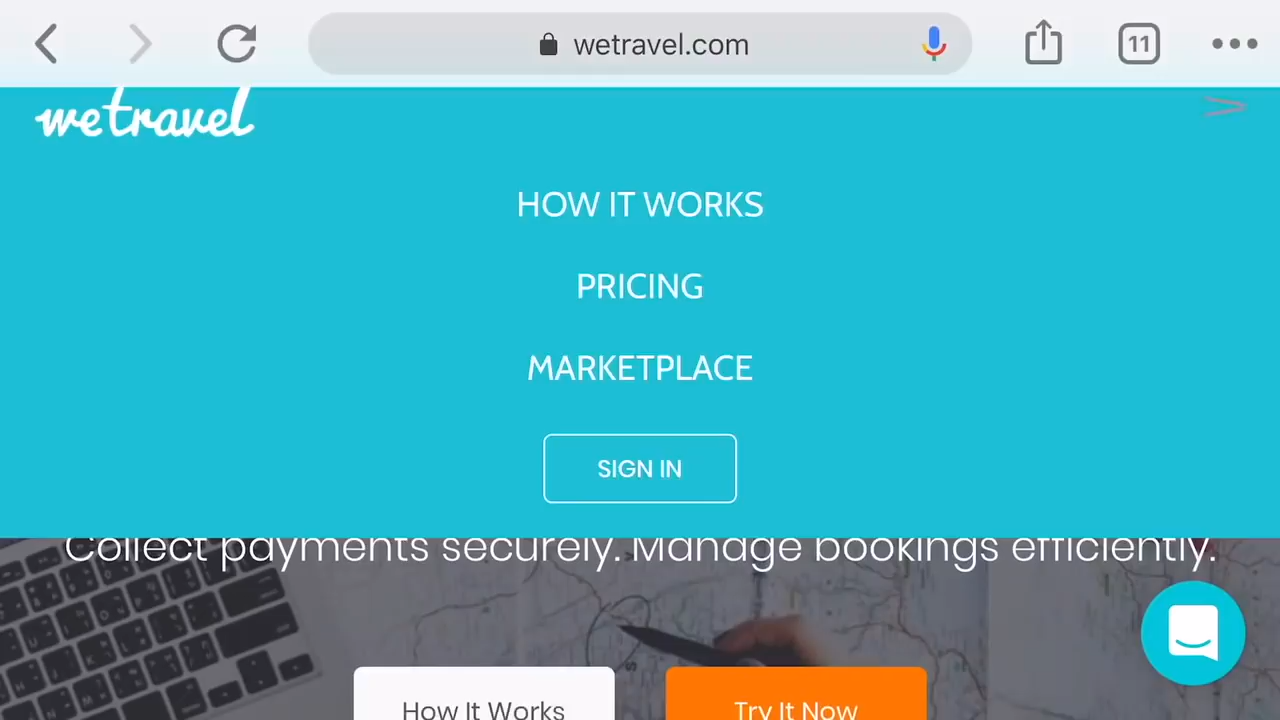 wetravel.com
11
wetravel
HOW IT WORKS
PRICING
MARKETPLACE
SIGN IN
Collect payments securely. Manage bookings efficiently.
How It Works
Try It Now